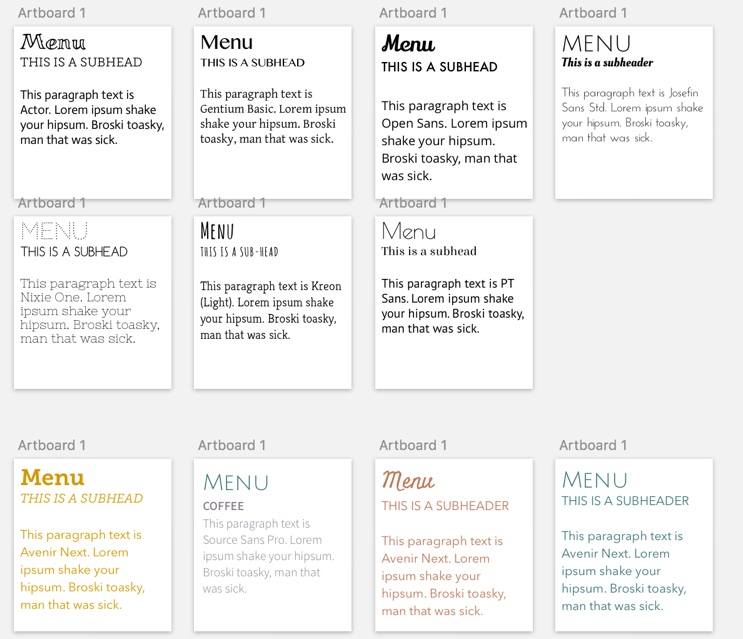 Artboard 1
Menu
THIS IS A SUBHEAD
This paragraph text is
Actor. Lorem ipsum shake
your hipsum. Broski toasky,
man that was sick.
Artboard 1
Menu
THIS IS A SUBHEAD
This paragraph text is
Gentium Basic. Lorem ipsum
shake your hipsum. Broski
toasky, man that was sick.
Artboard 1
Menu
THIS IS A SUBHEAD
This paragraph text is
Open Sans. Lorem ipsum
shake your hipsum.
Broski toasky, man that
was sick.
Artboard 1
MENU
This is a subheader
This paragraph text is Josefin
Sans Std. Lorem ipsum shake
your hipsum. Broski toasky,
man that was sick.
Artboard 1
MENU
THIS IS A SUBHEAD
This paragraph text is
Nixie One. Lorem
ipsum shake your
hipsum. Broski toasky,
man that was sick.
Artboard 1
Menu
THIS IS A SUB-HEAD
This paragraph text is Kreon
(Light). Lorem ipsum shake
your hipsum. Broski toasky,
man that was sick.
Artboard 1
Menu
This is a subhead
This paragraph text is PT
Sans. Lorem ipsum shake
your hipsum. Broski toasky,
man that was sick.
Artboard 1
Menu
THIS IS A SUBHEAD
This paragraph text is
Avenir Next. Lorem
ipsum shake your
hipsum. Broski toasky,
man that was sick.
Artboard 1
MENU
COFFEE
This paragraph text is
Source Sans Pro. Lorem
ipsum shake your hipsum.
Broski toasky, man that
was sick.
Artboard 1
Menu
THIS IS A SUBHEADER
This paragraph text is
Avenir Next. Lorem
ipsum shake your
hipsum. Broski toasky,
man that was sick.
Artboard 1
MENU
THIS IS A SUBHEADER
This paragraph text is
Avenir Next. Lorem
ipsum shake your
hipsum. Broski toasky,
man that was sick.